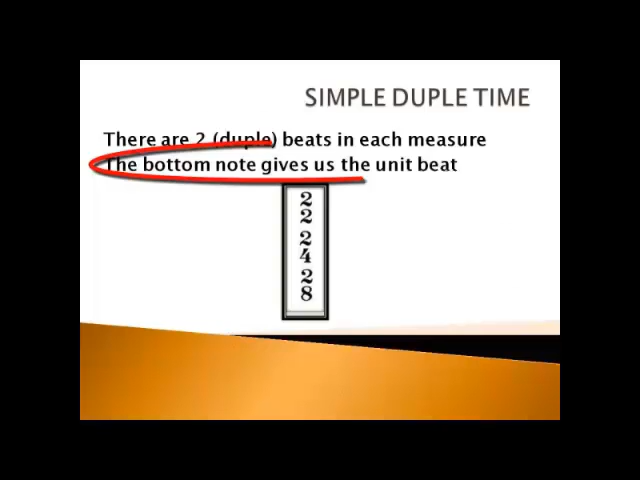 SIMPLE DUPLE TIME
There are 2 (duple) beats in each measure
The bottom note gives us the unit beat
2
2
2
4
2
8